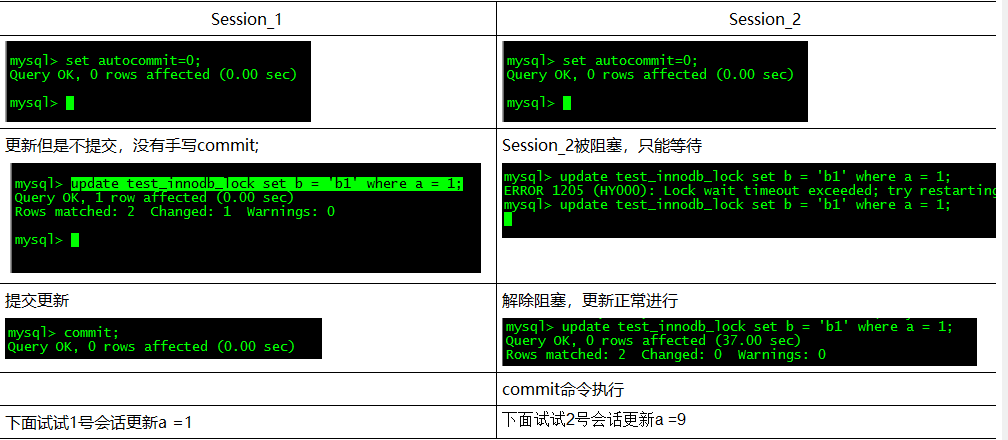 Session_1
Session_2
mysql> set autocommit=0;
Query OK, 0 rows affected (0.00 sec)
mysql>
mysql> set autocommit=0;
Query OK, 0 rows affected (0.00 sec)
mysql>
更新但是不提交，没有手写commit;
mysql> update test_innodb_lock set b = 'b1' where a = 1;
Query OK, 1 row affected (0.00 sec)
Rows matched: 2  Changed: 1  Warnings: 0
mysql>
Session_2被阻塞，只能等待
mysql> update test_innodb_lock set b = 'b1' where a = 1;
ERROR 1205 (HY000): Lock wait timeout exceeded; try restarting
mysql> update test_innodb_lock set b = 'b1' where a = 1;
提交更新
mysql> commit;
Query OK, 0 rows affected (0.00 sec)
解除阻塞，更新正常进行
mysql> update test_innodb_lock set b = 'b1' where a = 1;
Query OK, 0 rows affected (37.00 sec)
Rows matched: 2  Changed: 0  Warnings: 0
commit命令执行
下面试试1号会话更新a =1
下面试试2号会话更新a =9